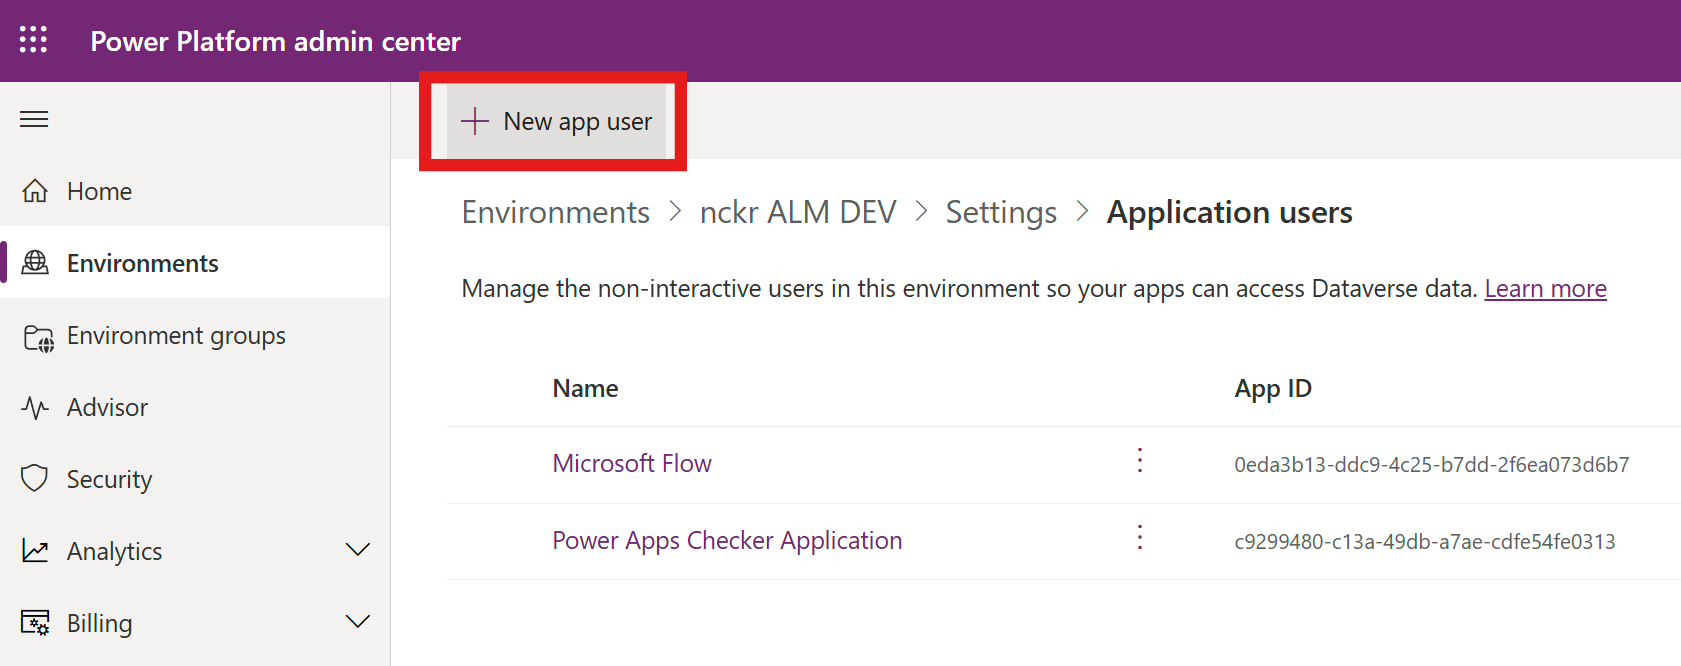 Power Platform admin center
New app user
Home
Environments
Environment groups
Advisor
Security
Analytics
Billing
Environments > nckr ALM DEV > Settings > Application users
Manage the non-interactive users in this environment so your apps can access Dataverse data. Learn more
Name App ID
Microsoft Flow 0eda3b13-ddc9-4c25-b7dd-2f6ea073d6b7
Power Apps Checker Application c9299480-c13a-49db-a7ae-cdfe54fe0313